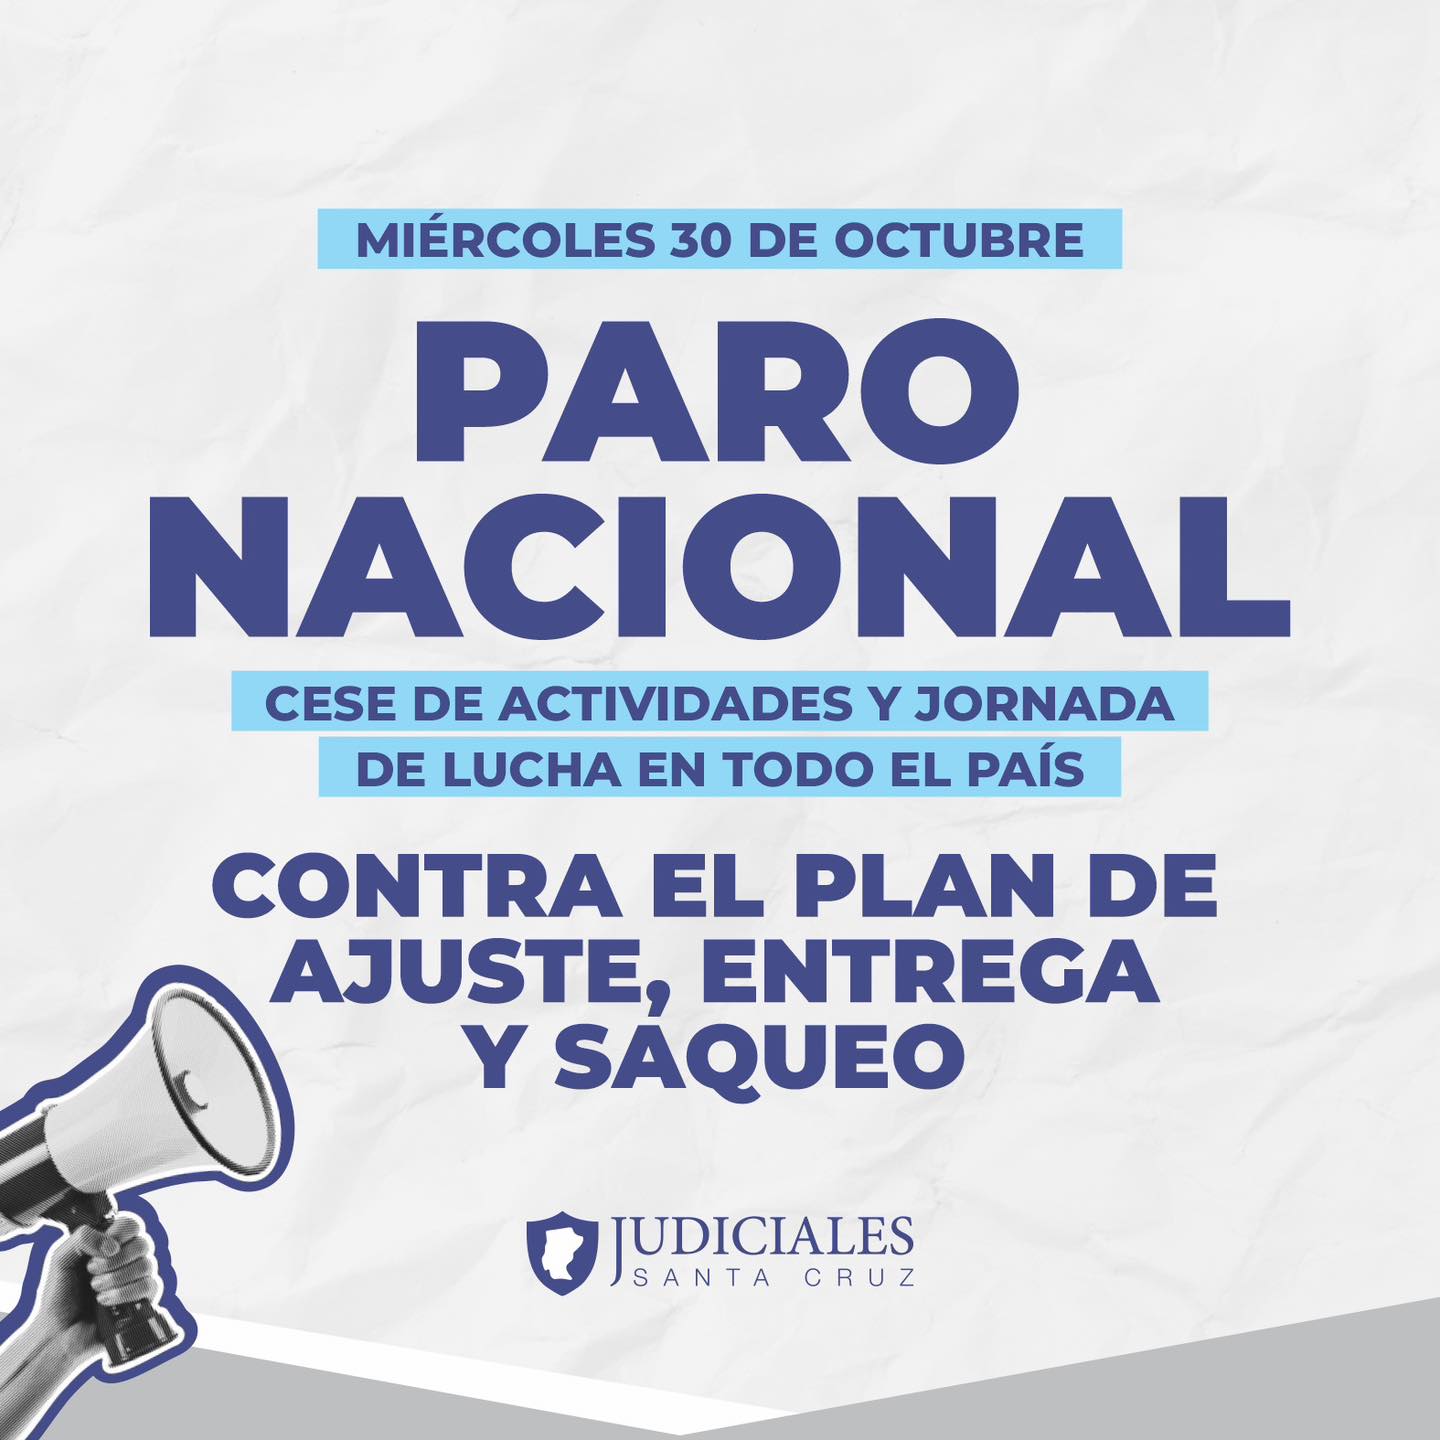 MIÉRCOLES 30 DE OCTUBRE
PARO
NACIONAL
CESE DE ACTIVIDADES Y JORNADA
DE LUCHA EN TODO EL PAÍS
CONTRA EL PLAN DE
AJUSTE, ENTREGA
Y SAQUEO
JUDICIALES
SANTA CRUZ